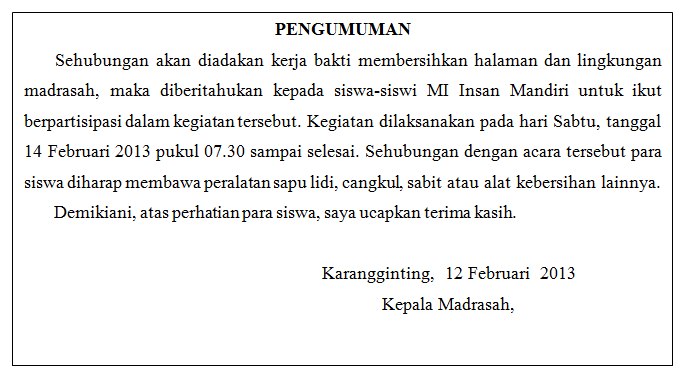 PENGUMUMAN
Sehubungan akan diadakan kerja bakti membersihkan halaman dan lingkungan
madrasah, maka diberitahukan kepada siswa-siswi MI Insan Mandiri untuk ikut
berpartisipasi dalam kegiatan tersebut. Kegiatan dilaksanakan pada hari Sabtu, tanggal
14 Februari 2013 pukul 07.30 sampai selesai. Sehubungan dengan acara tersebut para
siswa diharap membawa peralatan sapu lidi, cangkul, sabit atau alat kebersihan lainnya.
Demikiani, atas perhatian para siswa, saya ucapkan terima kasih.
Karangginting, 12 Februari 2013
Kepala Madrasah,